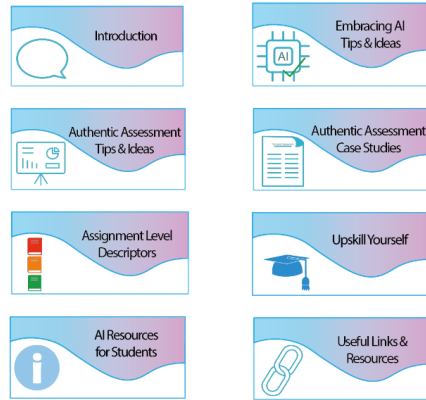 Introduction
Embracing AI
Tips & Ideas
AI
Authentic Assessment
Tips & Ideas
Authentic Assessment
Case Studies
Assignment Level
Descriptors
Upskill Yourself
AI Resources
for Students
i
Useful Links &
Resources